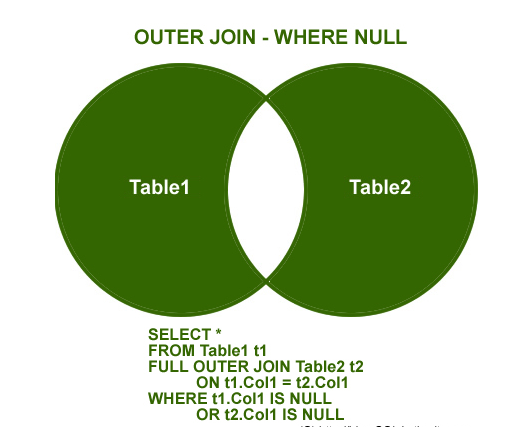 OUTER JOIN - WHERE NULL
Table1 Table2
SELECT *
FROM Table1 t1
FULL OUTER JOIN Table2 t2
ON t1.Col1 = t2.Col1
WHERE t1.Col1 IS NULL
OR t2.Col1 IS NULL